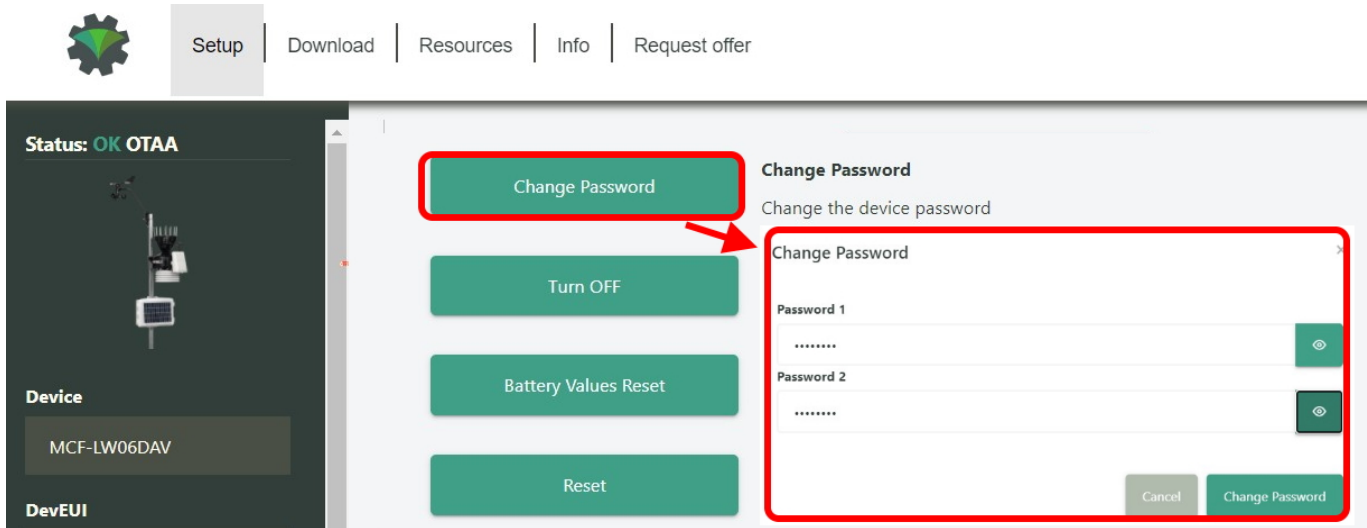 Setup
Download
Resources
Info
Request offer
Status: OK OTAA
Device
MCF-LW06DAV
DevEUI
Change Password
Turn OFF
Battery Values Reset
Reset
Change Password
Change the device password
Change Password
×
Password 1
........
Password 2
........
Cancel
Change Password